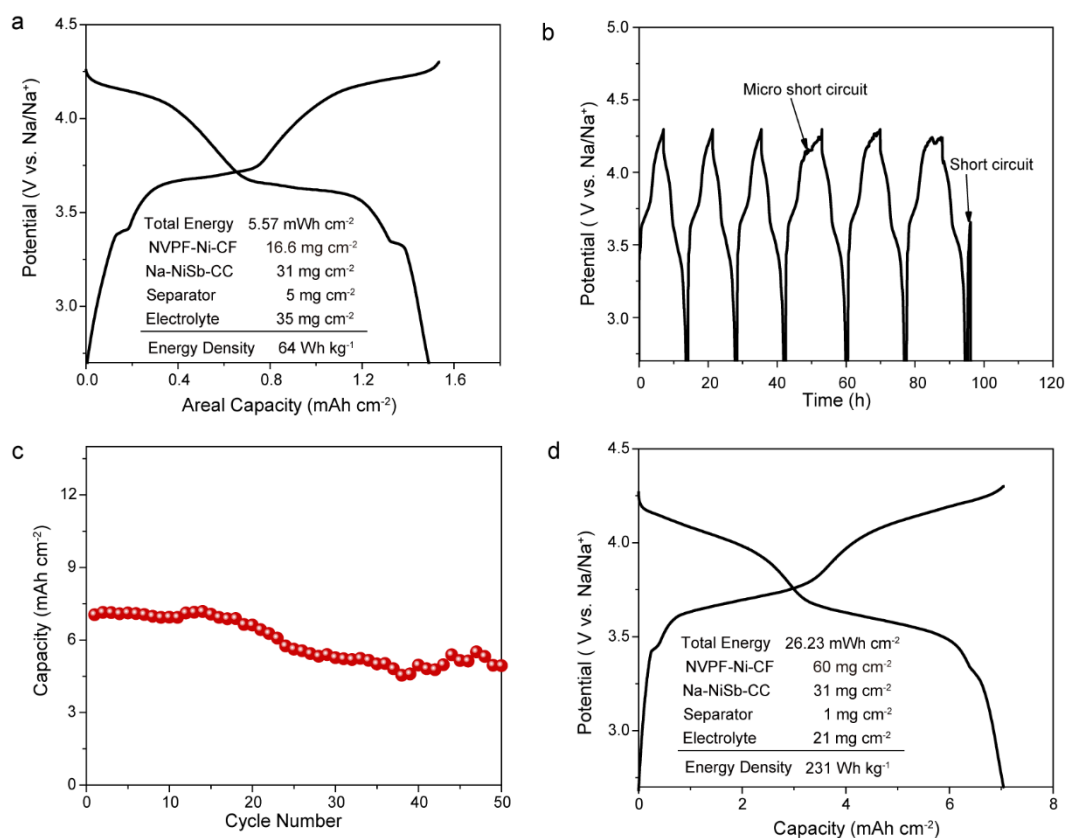 a
4.5
4.0
3.5
3.0
Potential (V vs. Na/Na⁺)
Total Energy 5.57 mWh cm⁻²
NVPF-Ni-CF 16.6 mg cm⁻²
Na-NiSb-CC 31 mg cm⁻²
Separator 5 mg cm⁻²
Electrolyte 35 mg cm⁻²
Energy Density 64 Wh kg⁻¹
0.0 0.4 0.8 1.2 1.6
Areal Capacity (mAh cm⁻²)
b
5.0
4.5
4.0
3.5
3.0
Potential ( V vs. Na/Na⁺)
Micro short circuit
Short circuit
0 20 40 60 80 100 120
Time (h)
c
12
9
6
3
0
Capacity (mAh cm⁻²)
0 10 20 30 40 50
Cycle Number
d
4.5
4.0
3.5
3.0
Potential ( V vs. Na/Na⁺)
Total Energy 26.23 mWh cm⁻²
NVPF-Ni-CF 60 mg cm⁻²
Na-NiSb-CC 31 mg cm⁻²
Separator 1 mg cm⁻²
Electrolyte 21 mg cm⁻²
Energy Density 231 Wh kg⁻¹
0 2 4 6 8
Capacity (mAh cm⁻²)